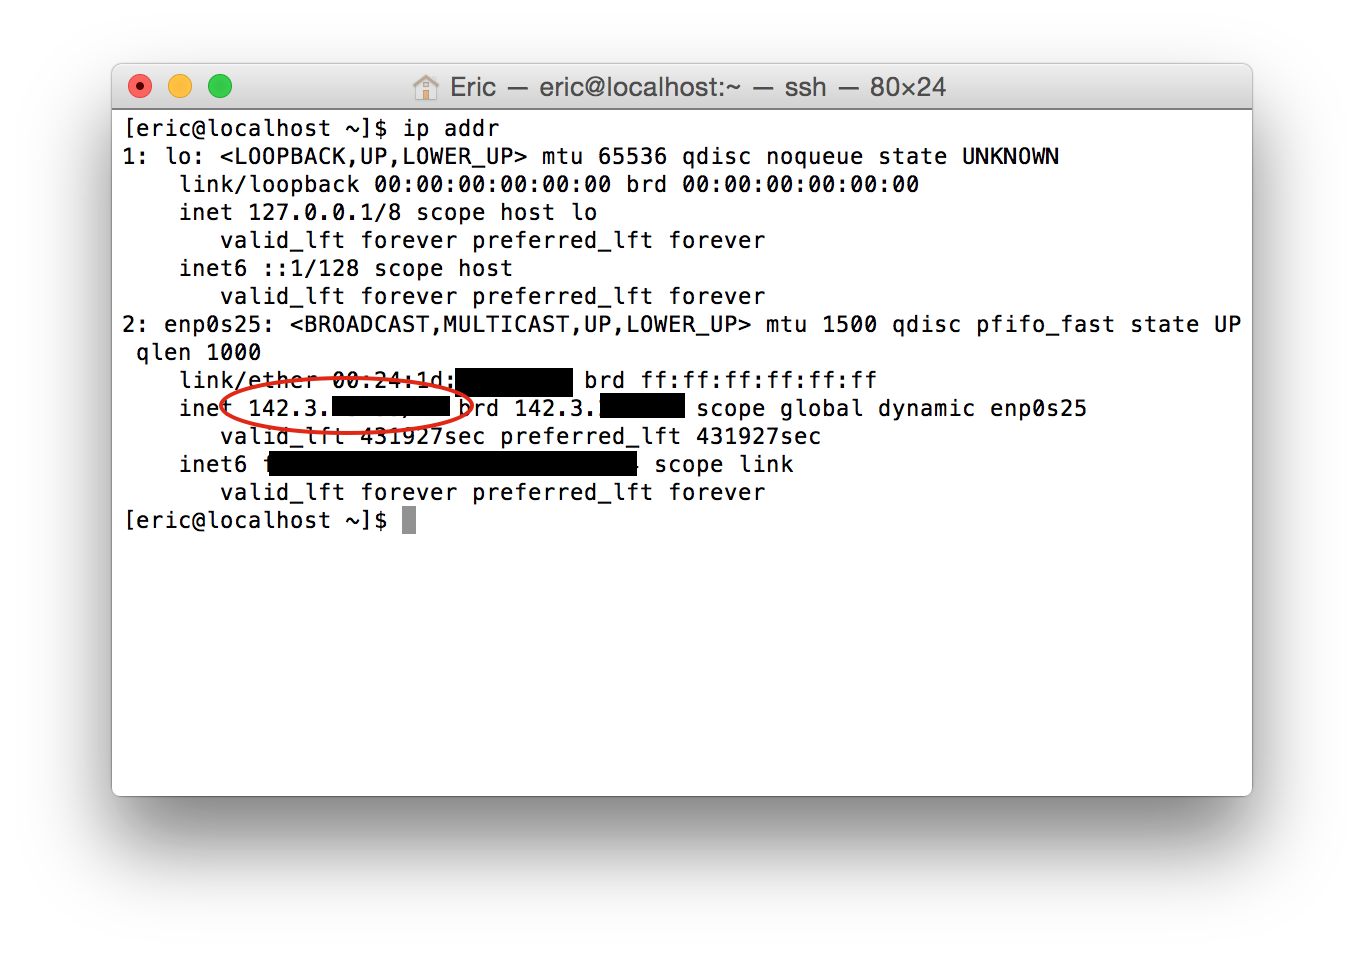 Eric — eric@localhost:~ — ssh — 80×24
[eric@localhost ~]$ ip addr
1: lo: <LOOPBACK,UP,LOWER_UP> mtu 65536 qdisc noqueue state UNKNOWN
link/loopback 00:00:00:00:00:00 brd 00:00:00:00:00:00
inet 127.0.0.1/8 scope host lo
valid_lft forever preferred_lft forever
inet6 ::1/128 scope host
valid_lft forever preferred_lft forever
2: enp0s25: <BROADCAST,MULTICAST,UP,LOWER_UP> mtu 1500 qdisc pfifo_fast state UP
qlen 1000
link/ether 00:24:1d: brd ff:ff:ff:ff:ff:ff
inet 142.3. brd 142.3. scope global dynamic enp0s25
valid_lft 431927sec preferred_lft 431927sec
inet6 scope link
valid_lft forever preferred_lft forever
[eric@localhost ~]$